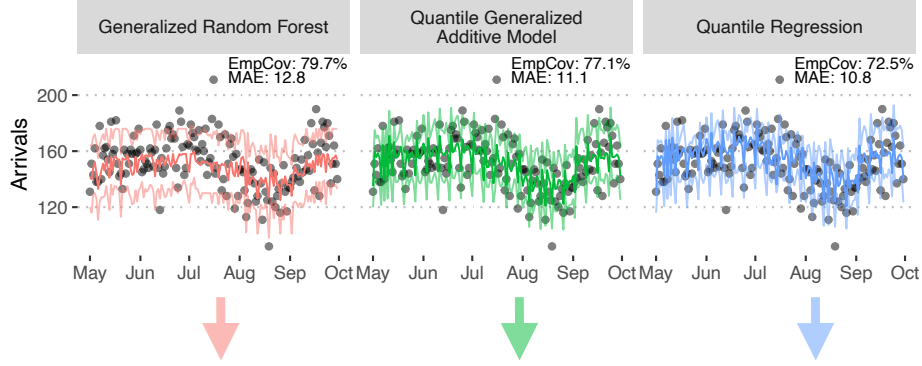 Generalized Random Forest
Quantile Generalized
Additive Model
Quantile Regression
EmpCov: 79.7%
MAE: 12.8
EmpCov: 77.1%
MAE: 11.1
EmpCov: 72.5%
MAE: 10.8
Arrivals
200
160
120
May Jun Jul Aug Sep Oct
May Jun Jul Aug Sep Oct
May Jun Jul Aug Sep Oct